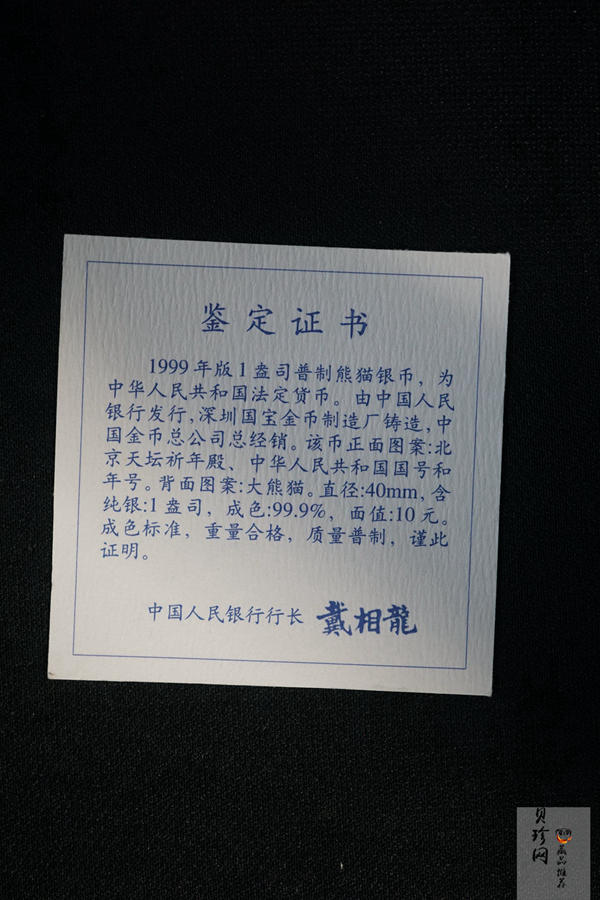 鉴定证书
1999年版1盎司普制熊猫银币，为
中华人民共和国法定货币。由中国人民
银行发行,深圳国宝金币制造厂铸造,中
国金币总公司总经销。该币正面图案:北
京天坛祈年殿、中华人民共和国国号和
年号。背面图案:大熊猫。直径:40mm,含
纯银:1盎司,成色:99.9%,面值:10元。
成色标准，重量合格，质量普制，谨此
证明。
中国人民银行行长 戴相龍
贝珍网
藏品推荐